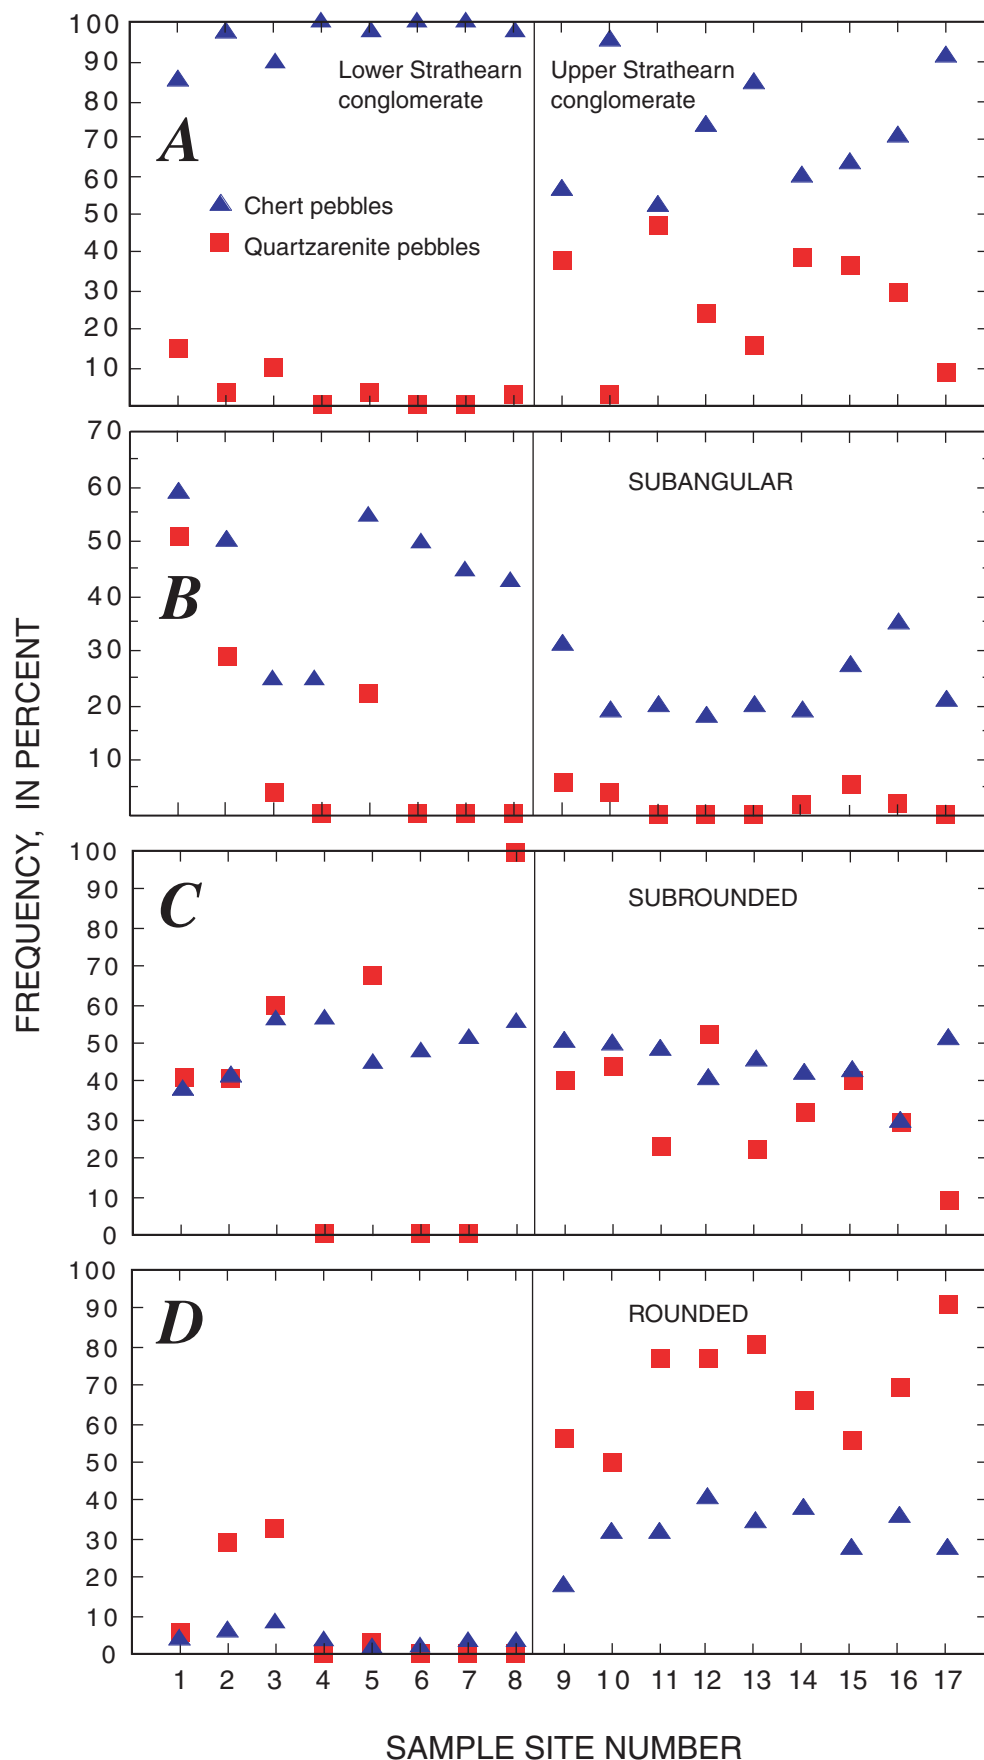 100
90
80
70
60
50
40
30
20
10
A
Lower Strathearn
conglomerate
Upper Strathearn
conglomerate
Chert pebbles
Quartzarenite pebbles
70
60
50
40
30
20
10
B
SUBANGULAR
FREQUENCY, IN PERCENT
100
90
80
70
60
50
40
30
20
10
0
C
SUBROUNDED
100
90
80
70
60
50
40
30
20
10
0
D
ROUNDED
1 2 3 4 5 6 7 8 9 10 11 12 13 14 15 16 17
SAMPLE SITE NUMBER